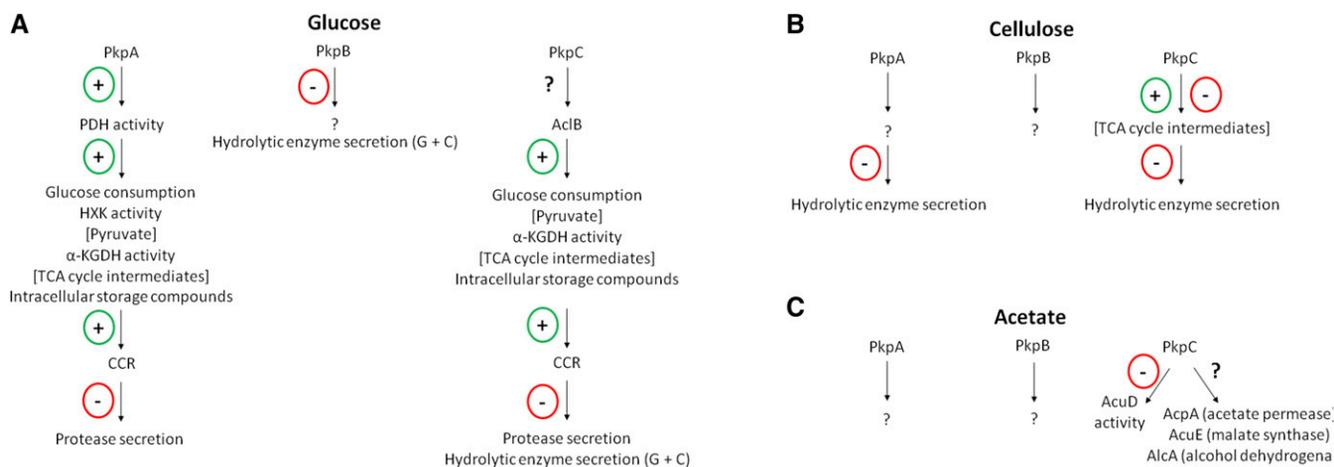 A
Glucose
PkpA
+
PDH activity
+
Glucose consumption
HXK activity
[Pyruvate]
α-KGDH activity
[TCA cycle intermediates]
Intracellular storage compounds
+
CCR
-
Protease secretion
PkpB
-
?
Hydrolytic enzyme secretion (G + C)
PkpC
?
AclB
+
Glucose consumption
[Pyruvate]
α-KGDH activity
[TCA cycle intermediates]
Intracellular storage compounds
+
CCR
-
Protease secretion
Hydrolytic enzyme secretion (G + C)
B
Cellulose
PkpA
?
-
Hydrolytic enzyme secretion
PkpB
?
PkpC
+ -
[TCA cycle intermediates]
-
Hydrolytic enzyme secretion
C
Acetate
PkpA
?
PkpB
?
PkpC
- ?
AcuD
activity
AcpA (acetate permease)
AcuE (malate synthase)
AlcA (alcohol dehydrogena